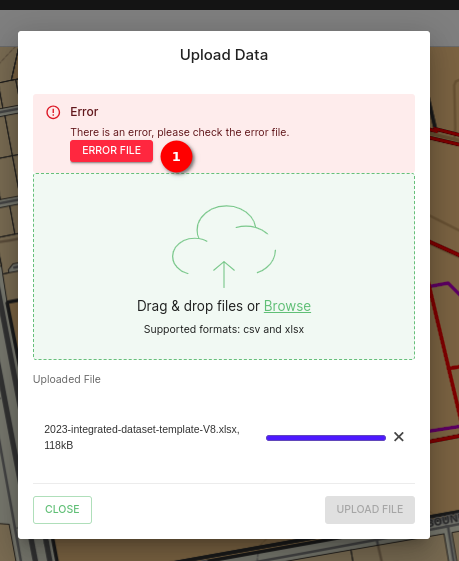 Upload Data
Error
There is an error, please check the error file.
ERROR FILE
1
Drag & drop files or Browse
Supported formats: csv and xlsx
Uploaded File
2023-integrated-dataset-template-V8.xlsx,
118kB
CLOSE
UPLOAD FILE